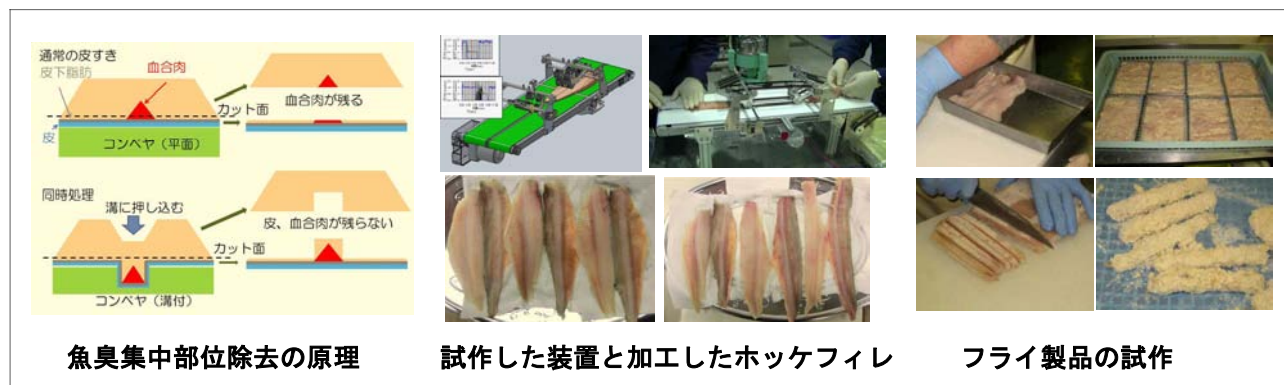 通常の皮すき
皮下脂肪
血合肉
カット面
皮
コンベヤ(平面)
血合肉が残る
同時処理
溝に押し込む
カット面
コンベヤ(溝付)
皮、血合肉が残らない
魚臭集中部位除去の原理
試作した装置と加工したホッケフィレ
フライ製品の試作